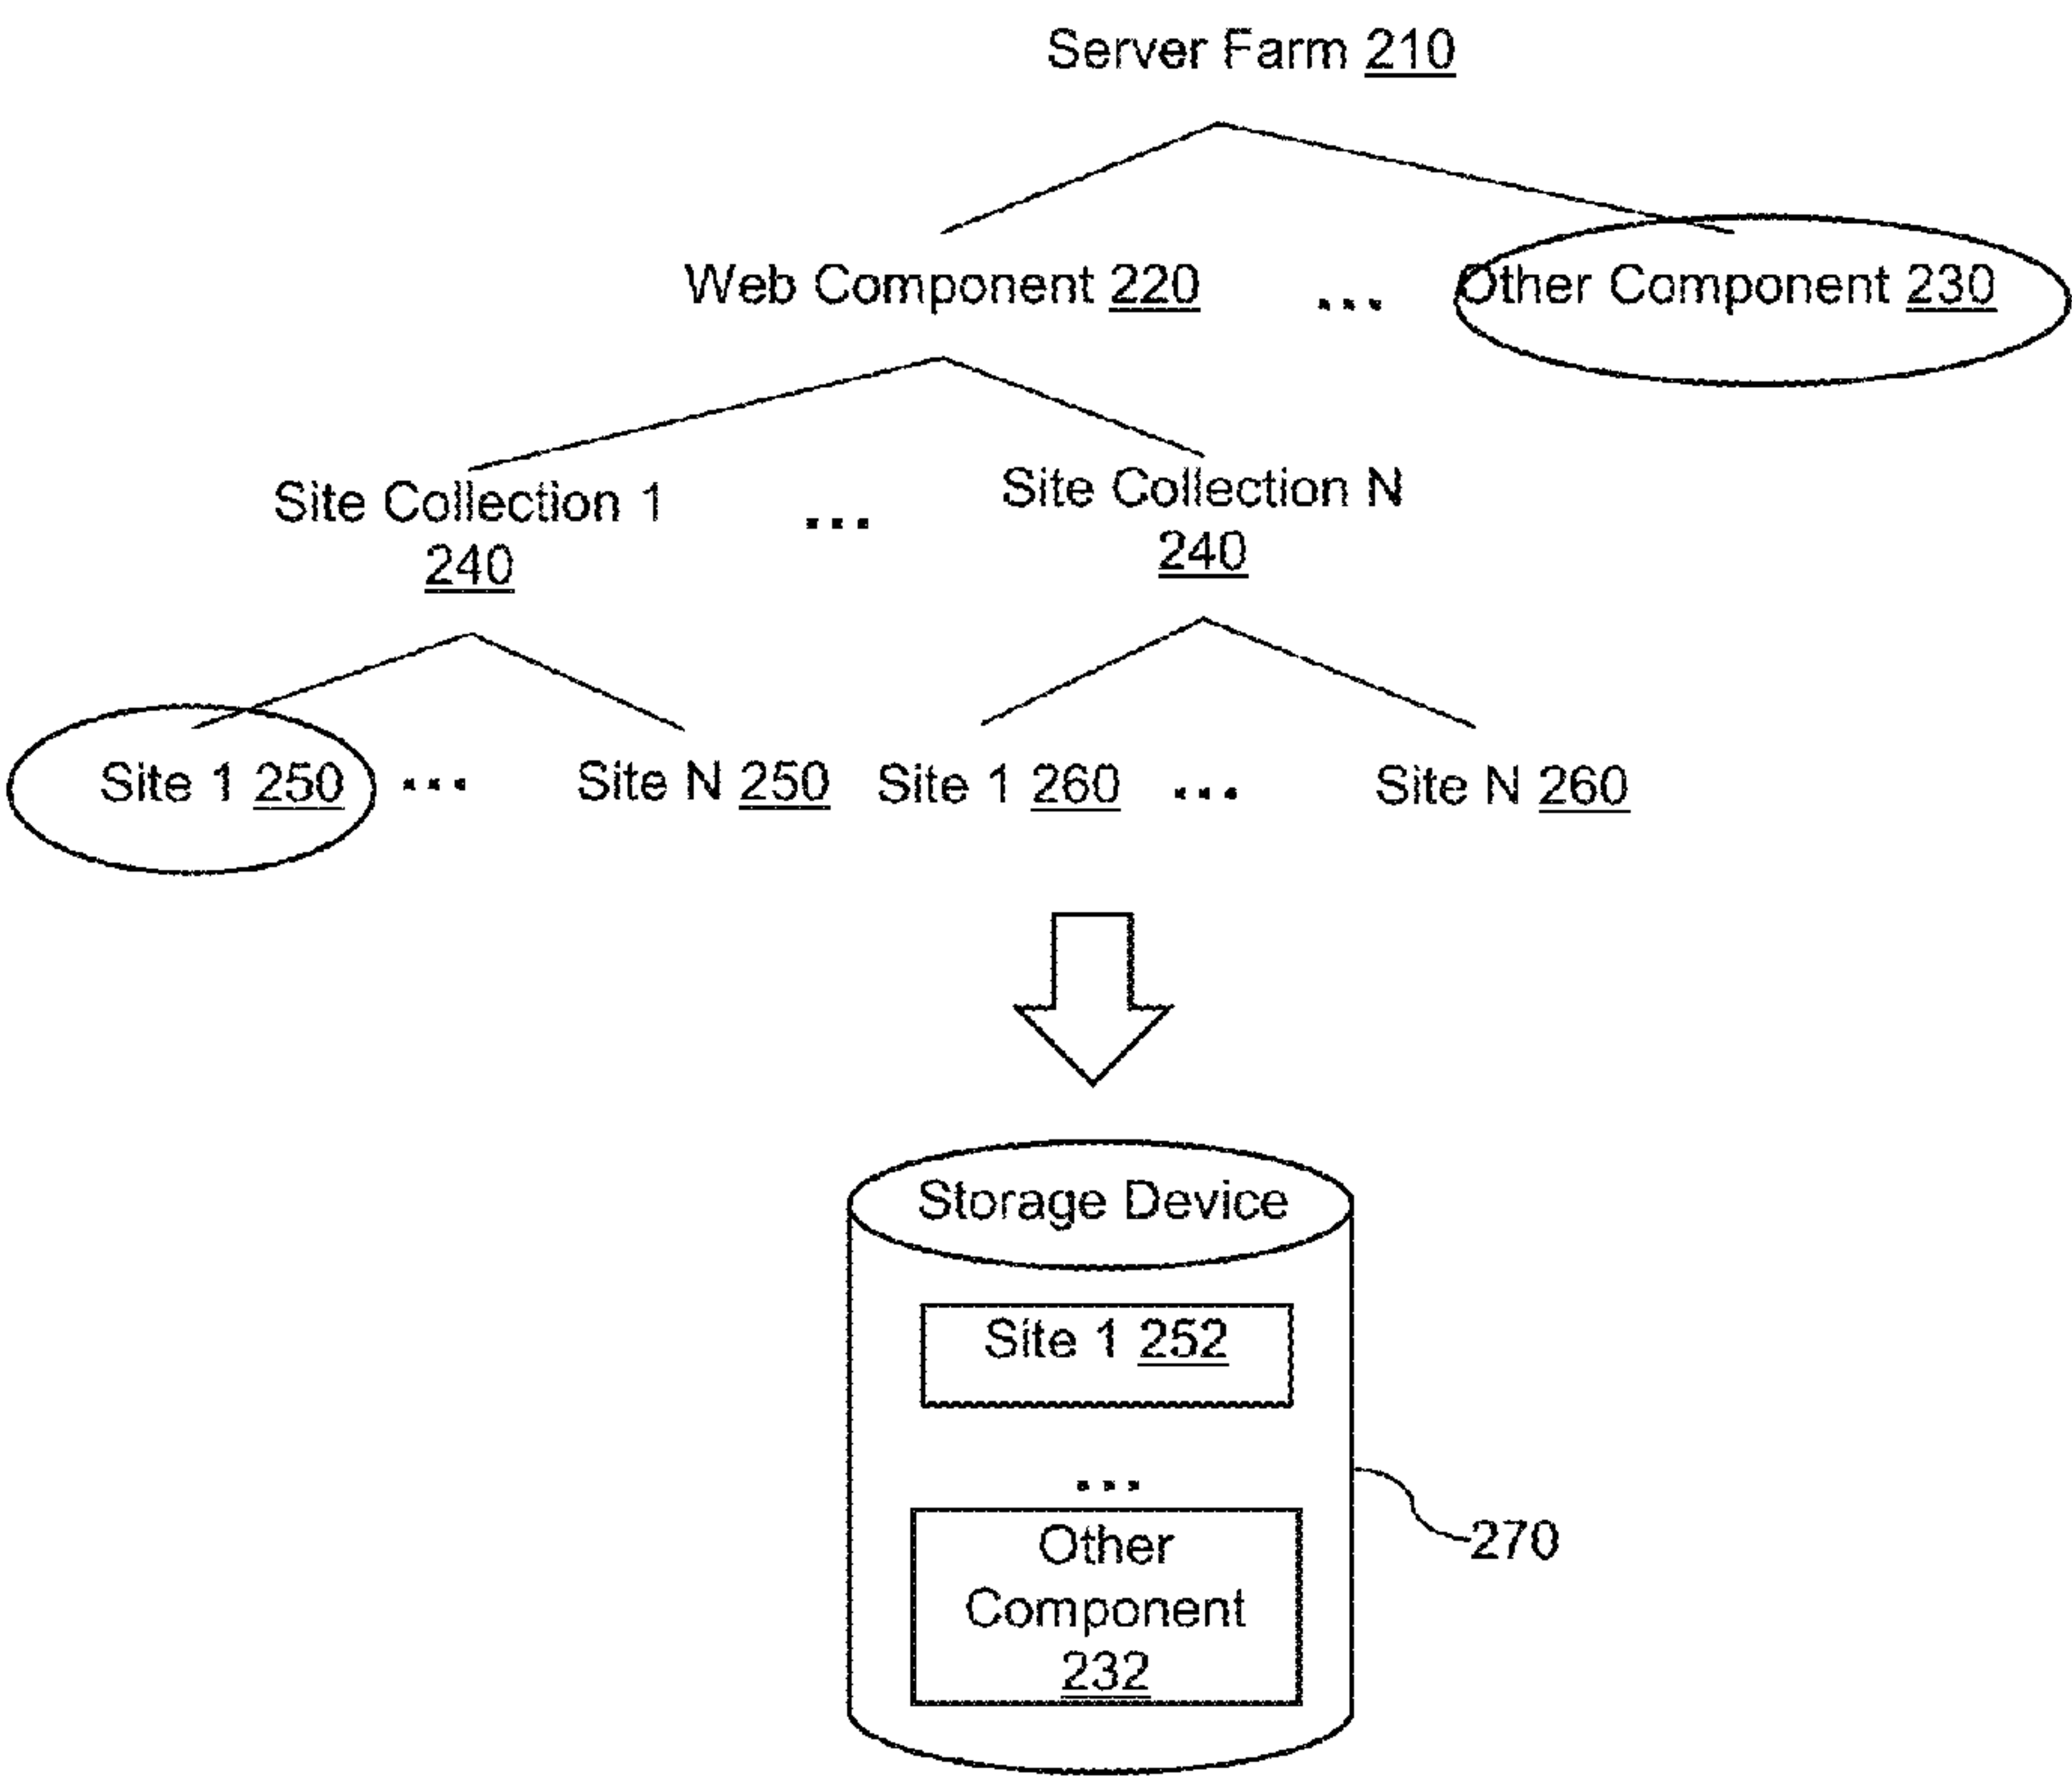 Server Farm 210
Web Component 220 ... Other Component 230
Site Collection 1 ... Site Collection N
240 240
Site 1 250 ... Site N 250 Site 1 260 ... Site N 260
Storage Device
Site 1 252
...
Other
Component
232
270